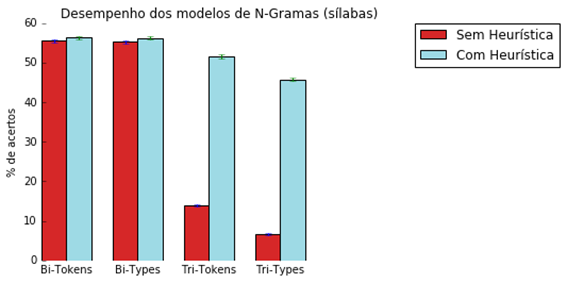 Desempenho dos modelos de N-Gramas (sílabas)
Sem Heurística
Com Heurística
% de acertos
60
50
40
30
20
10
0
Bi-Tokens Bi-Types Tri-Tokens Tri-Types